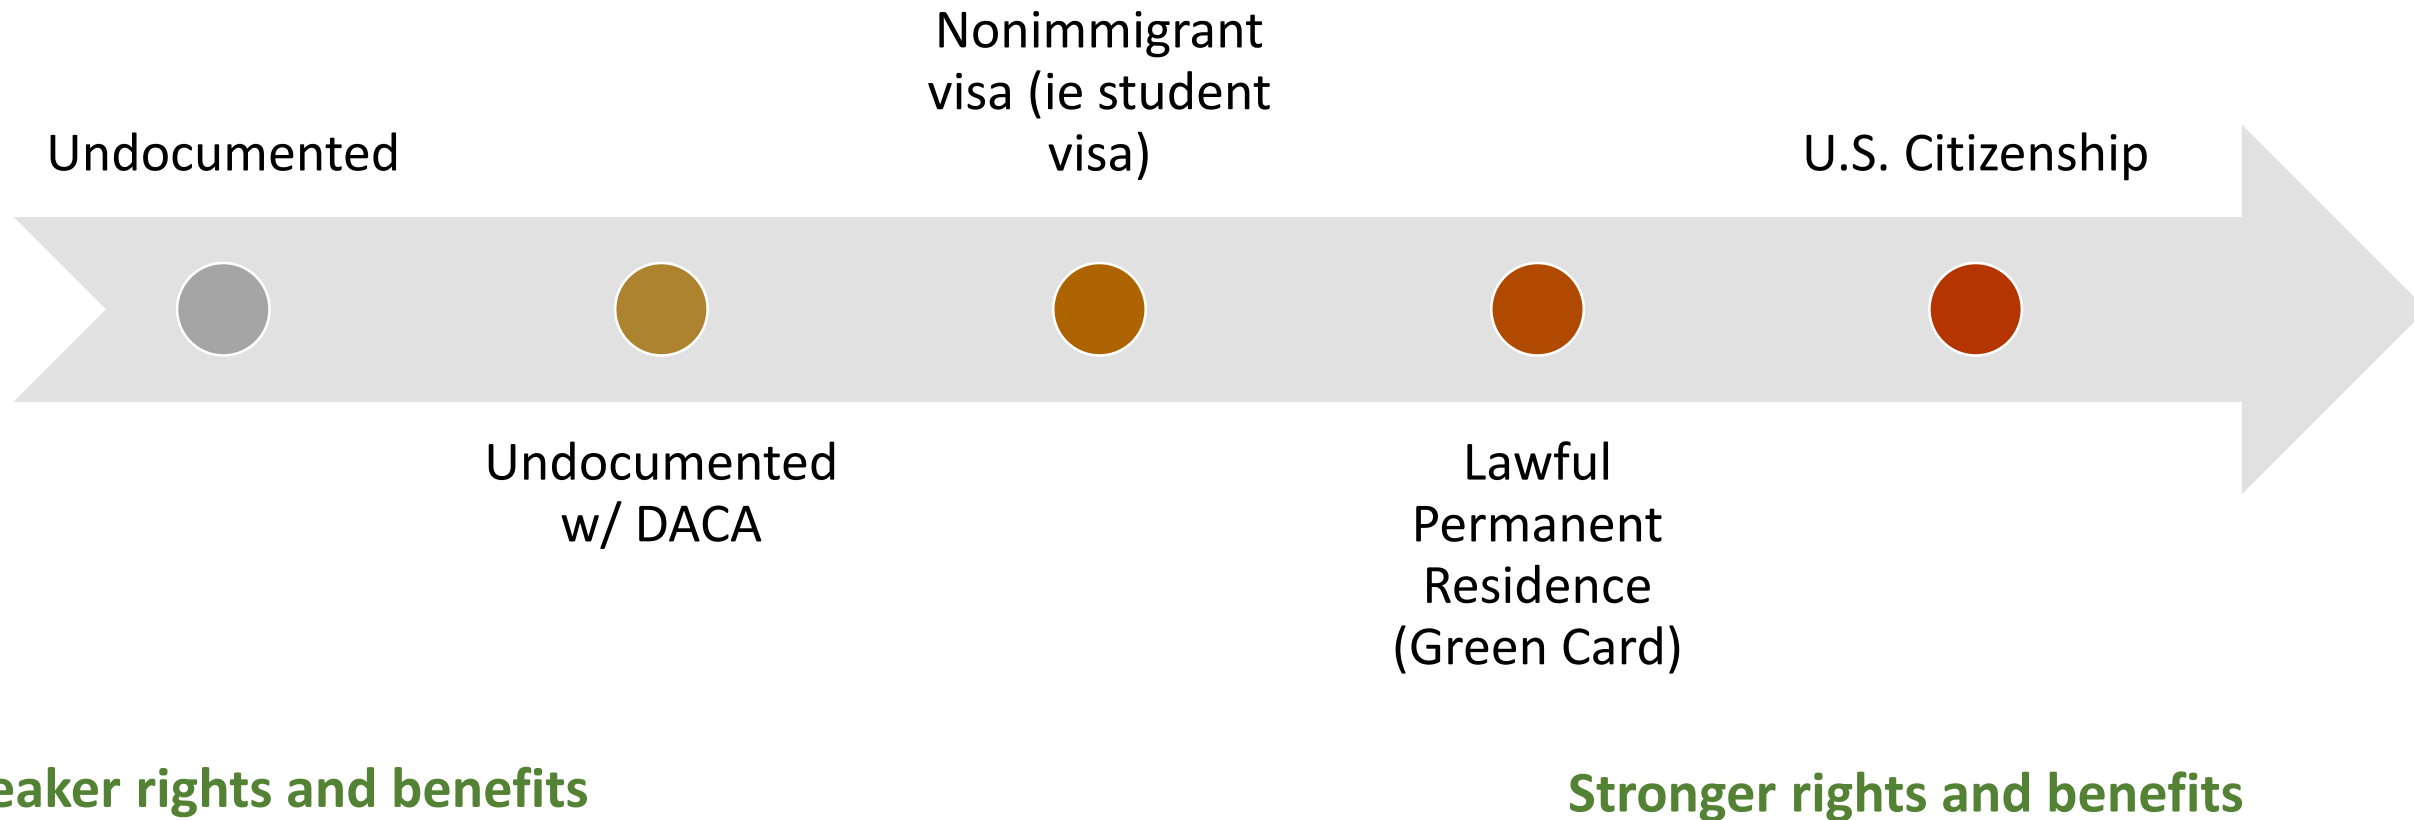 Nonimmigrant
visa (ie student
visa)
Undocumented
U.S. Citizenship
Undocumented
w/ DACA
Lawful
Permanent
Residence
(Green Card)
eaker rights and benefits
Stronger rights and benefits